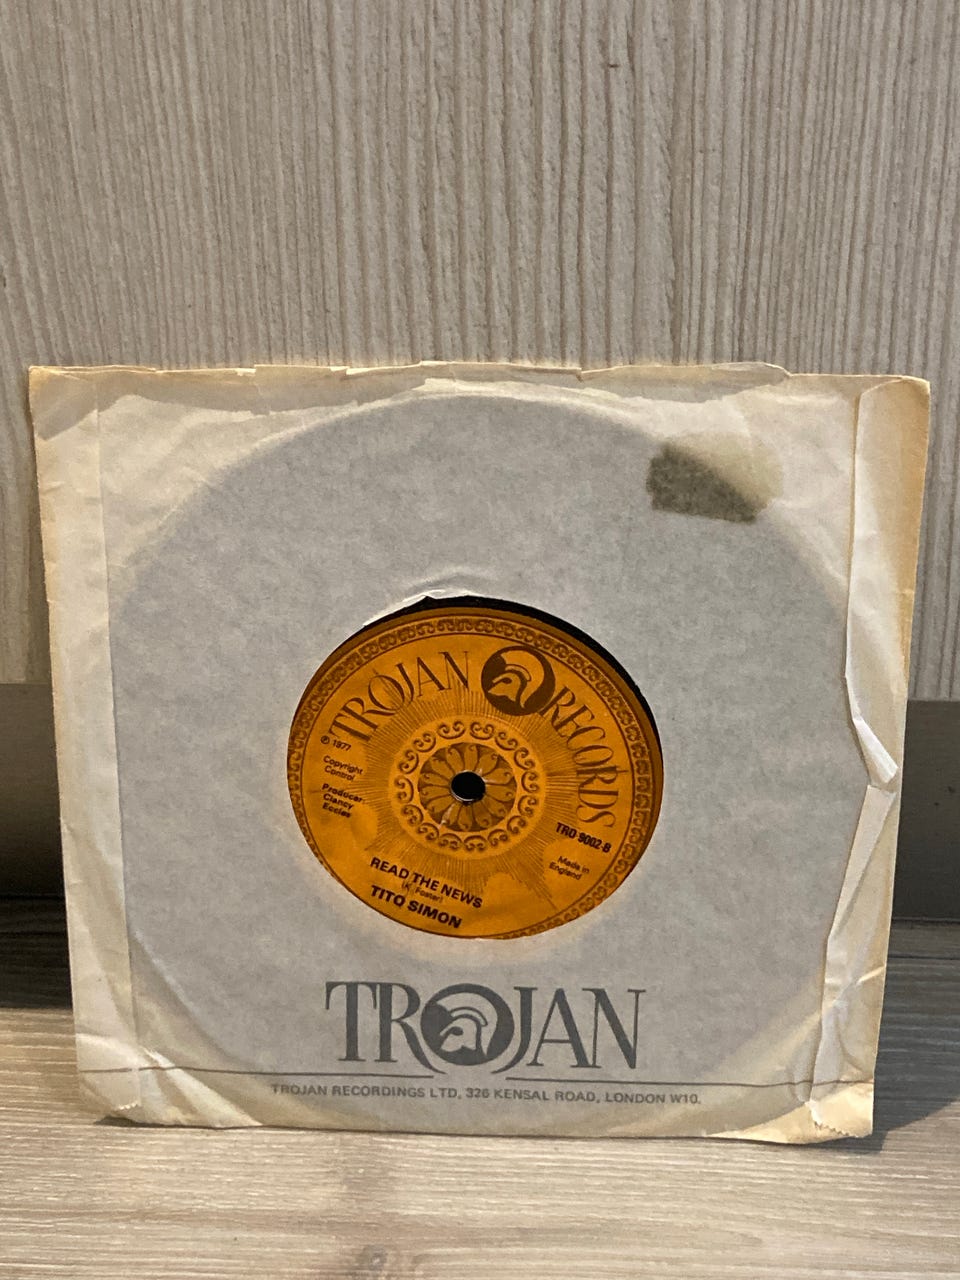 TROJAN RECORDS
℗ 1977
Copyright
Control
Producer:
Clancy
Eccles
TRO-9002-B
Made in
England
READ THE NEWS
(K. Foster)
TITO SIMON
TROJAN
TROJAN RECORDINGS LTD, 326 KENSAL ROAD, LONDON W10.